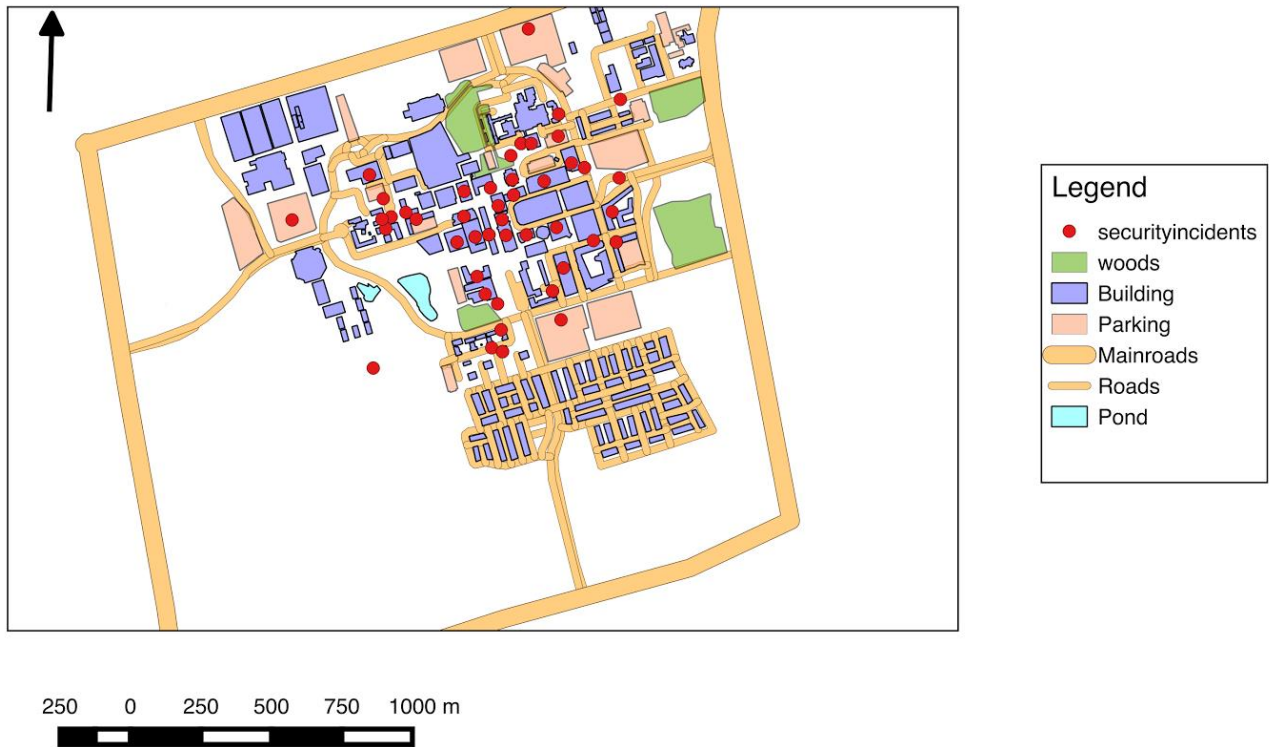 Legend
securityincidents
woods
Building
Parking
Mainroads
Roads
Pond
250 0 250 500 750 1000 m